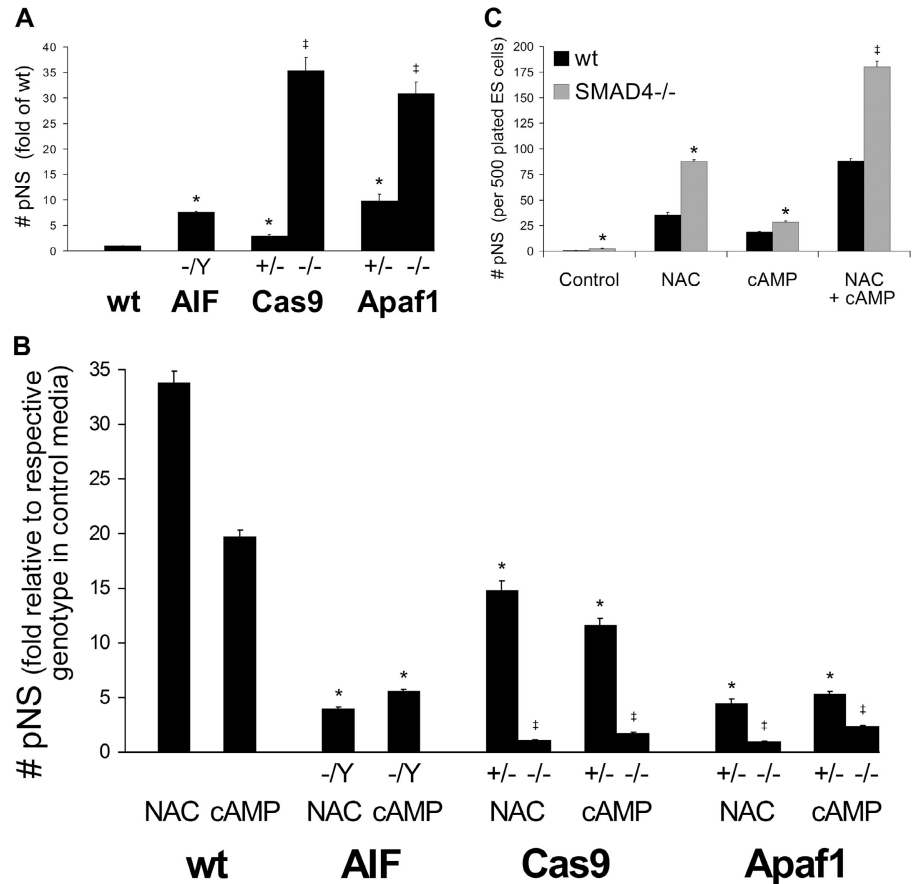 A
# pNS (fold of wt)
40
35
30
25
20
15
10
5
0
* * ‡ * ‡
-/Y +/- -/- +/- -/-
wt AIF Cas9 Apaf1
C
# pNS (per 500 plated ES cells)
200
175
150
125
100
75
50
25
0
wt
SMAD4-/-
* * * ‡
Control NAC cAMP NAC
+ cAMP
B
# pNS (fold relative to respective
genotype in control media)
35
30
20
15
10
5
0
* * * ‡ * ‡ * ‡ * ‡
-/Y -/Y +/- -/- +/- -/- +/- -/- +/- -/-
NAC cAMP NAC cAMP NAC cAMP NAC cAMP
wt AIF Cas9 Apaf1